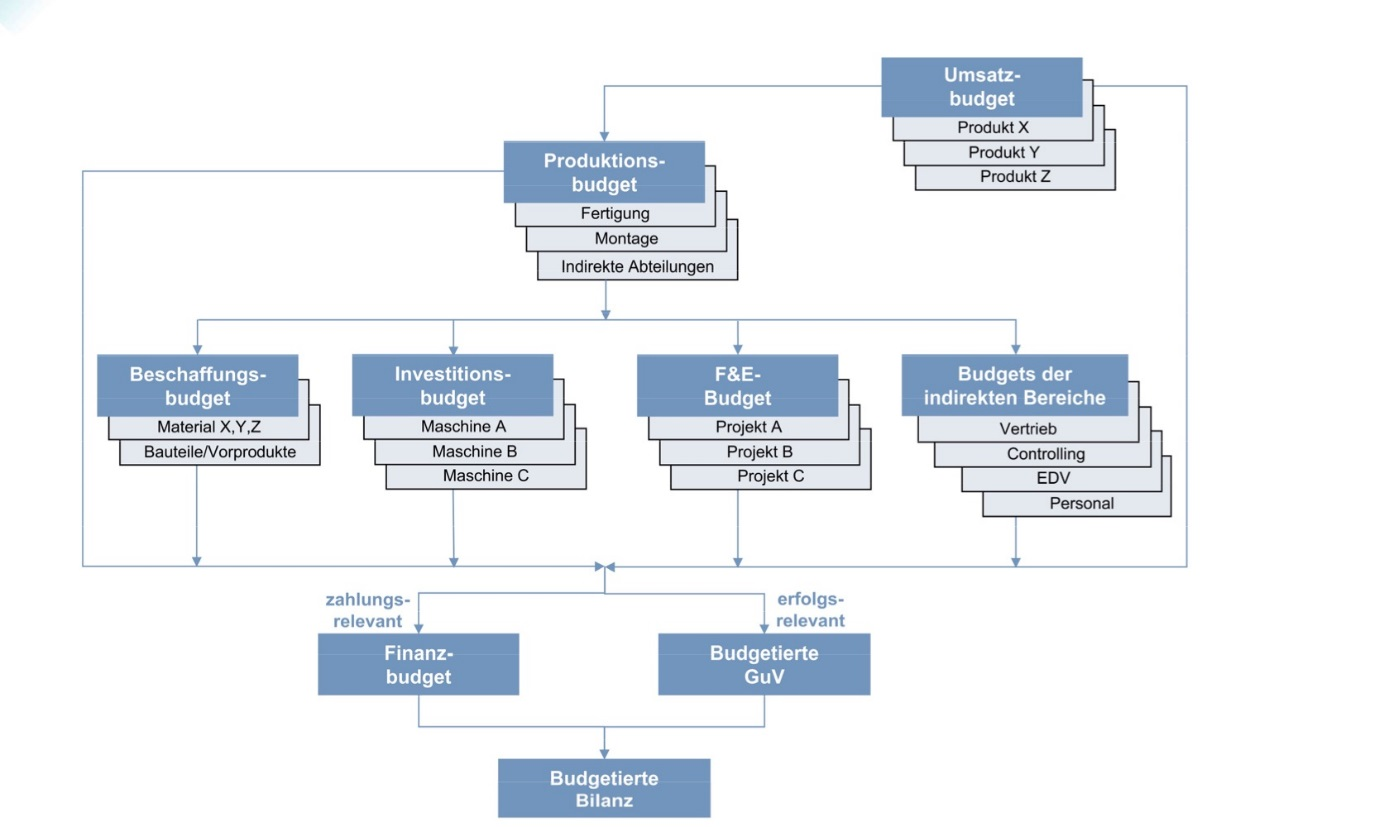 Umsatz-
budget
Produkt X
Produkt Y
Produkt Z
Produktions-
budget
Fertigung
Montage
Indirekte Abteilungen
Beschaffungs-
budget
Material X,Y,Z
Bauteile/Vorprodukte
Investitions-
budget
Maschine A
Maschine B
Maschine C
F&E-
Budget
Projekt A
Projekt B
Projekt C
Budgets der
indirekten Bereiche
Vertrieb
Controlling
EDV
Personal
zahlungs-
relevant
erfolgs-
relevant
Finanz-
budget
Budgetierte
GuV
Budgetierte
Bilanz